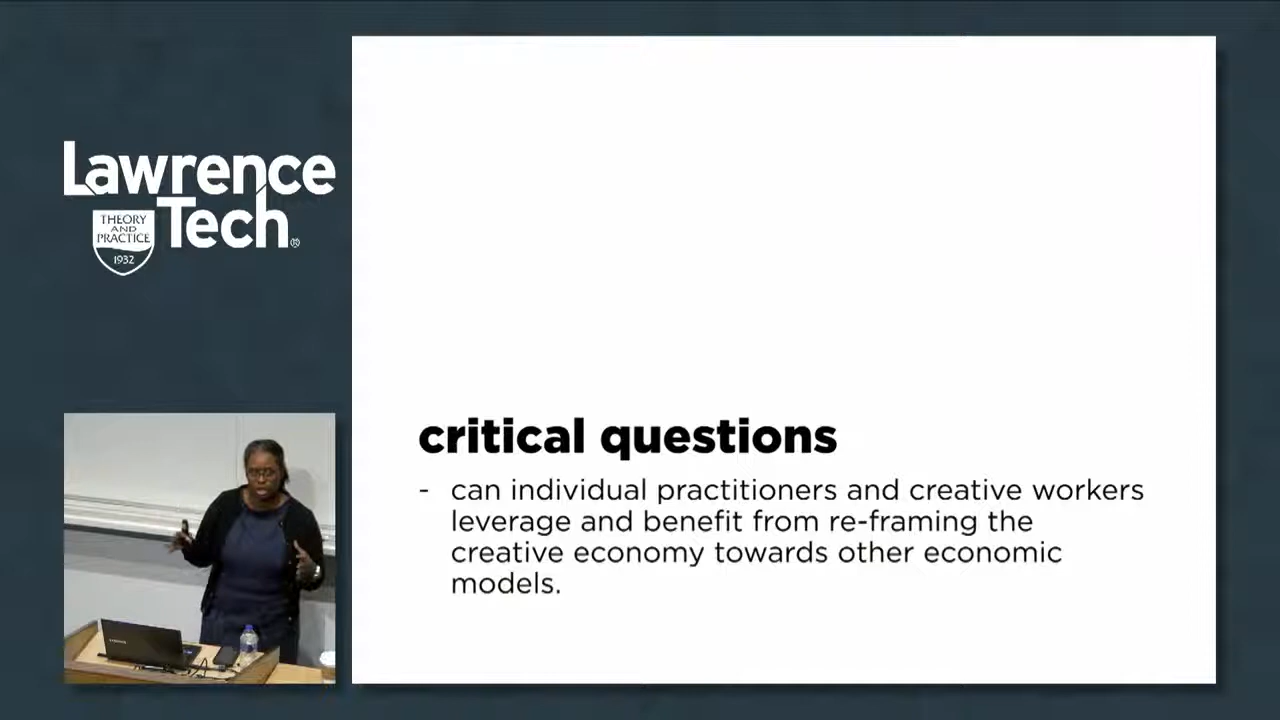 Lawrence
Tech®
THEORY
AND
PRACTICE
1932
critical questions
- can individual practitioners and creative workers
leverage and benefit from re-framing the
creative economy towards other economic
models.